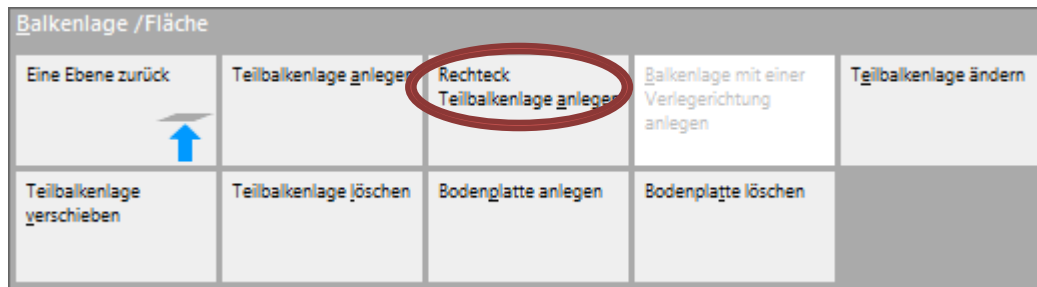 Balkenlage /Fläche
Eine Ebene zurück
Teilbalkenlage anlegen
Rechteck
Teilbalkenlage anlegen
Balkenlage mit einer
Verlegerichtung
anlegen
Teilbalkenlage ändern
Teilbalkenlage
verschieben
Teilbalkenlage löschen
Bodenplatte anlegen
Bodenplatte löschen